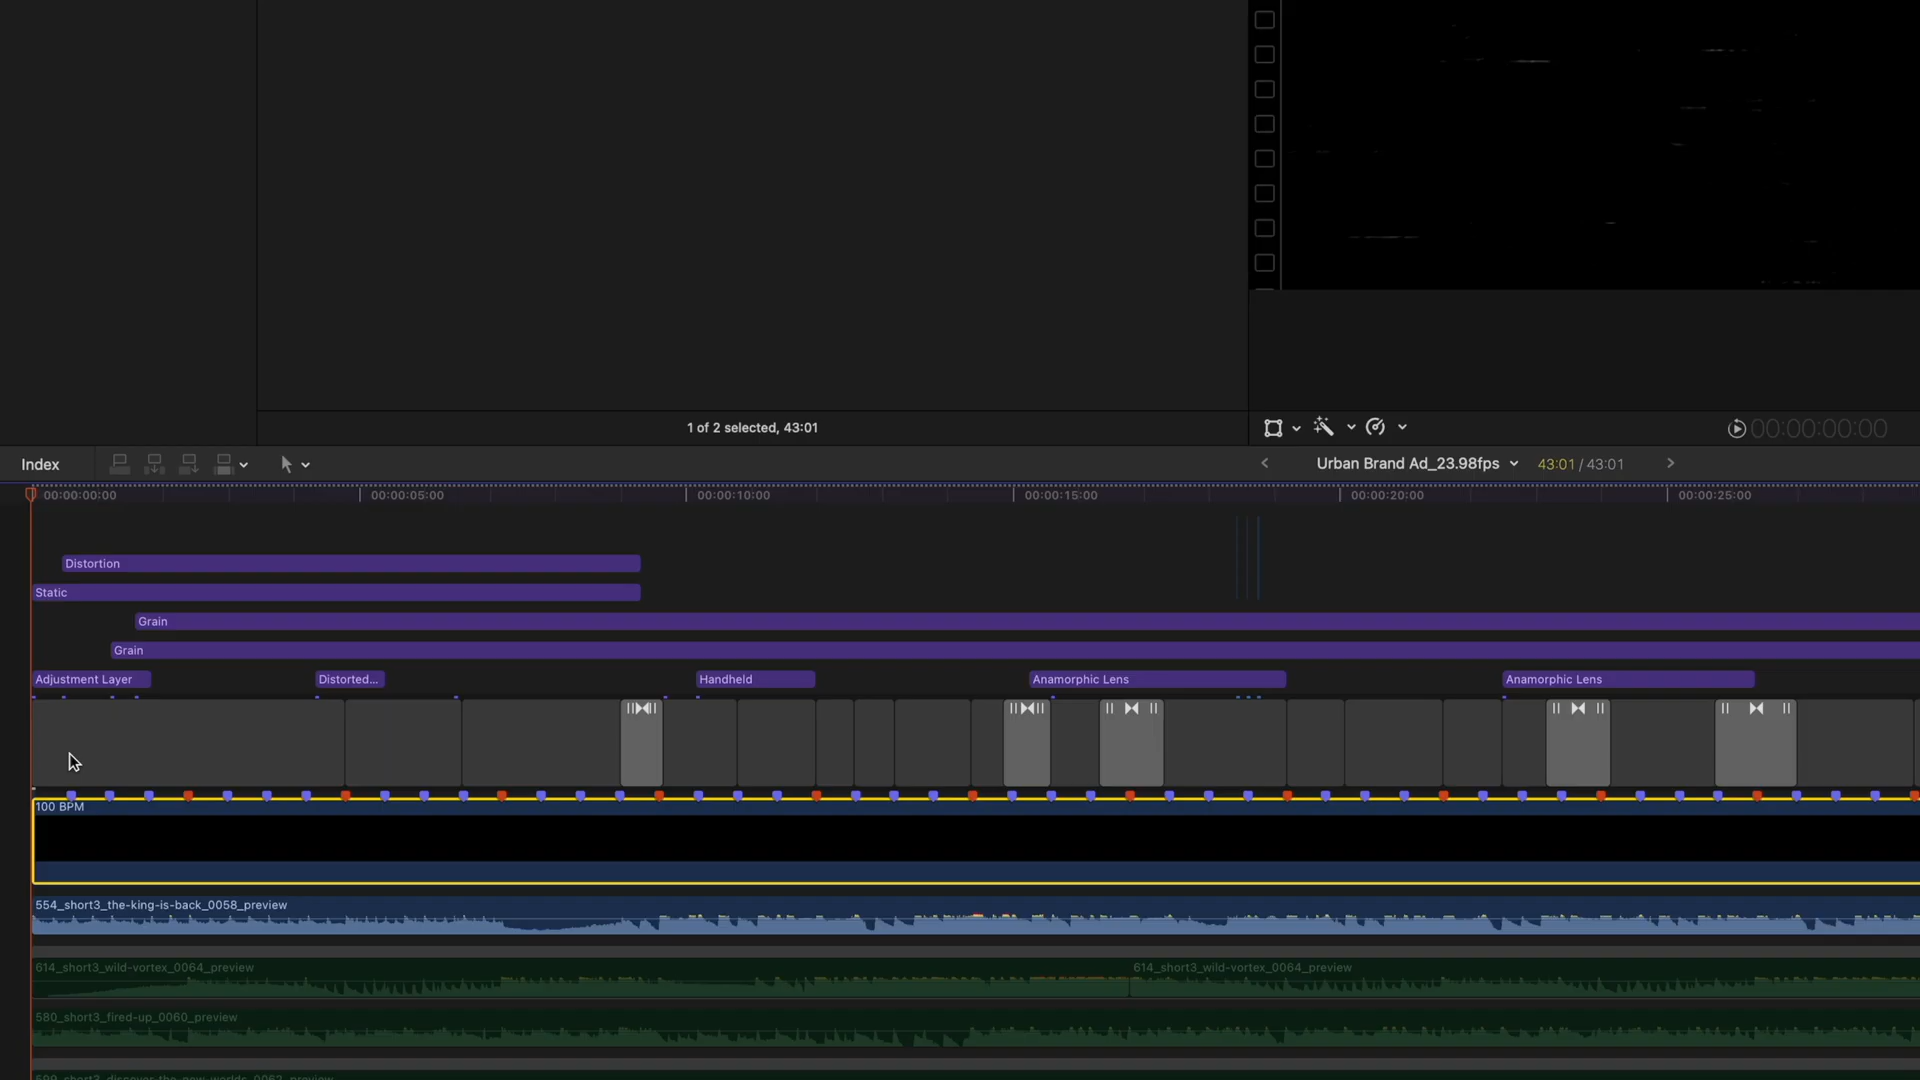 1 of 2 selected, 43:01
00:00:00:00
Index
Urban Brand Ad_23.98fps
43:01 / 43:01
00:00:00:00
00:00:05:00
00:00:10:00
00:00:15:00
00:00:20:00
00:00:25:00
Distortion
Static
Grain
Grain
Adjustment Layer
Distorted...
Handheld
Anamorphic Lens
Anamorphic Lens
100 BPM
554_short3_the-king-is-back_0058_preview
614_short3_wild-vortex_0064_preview
614_short3_wild-vortex_0064_preview
580_short3_fired-up_0060_preview